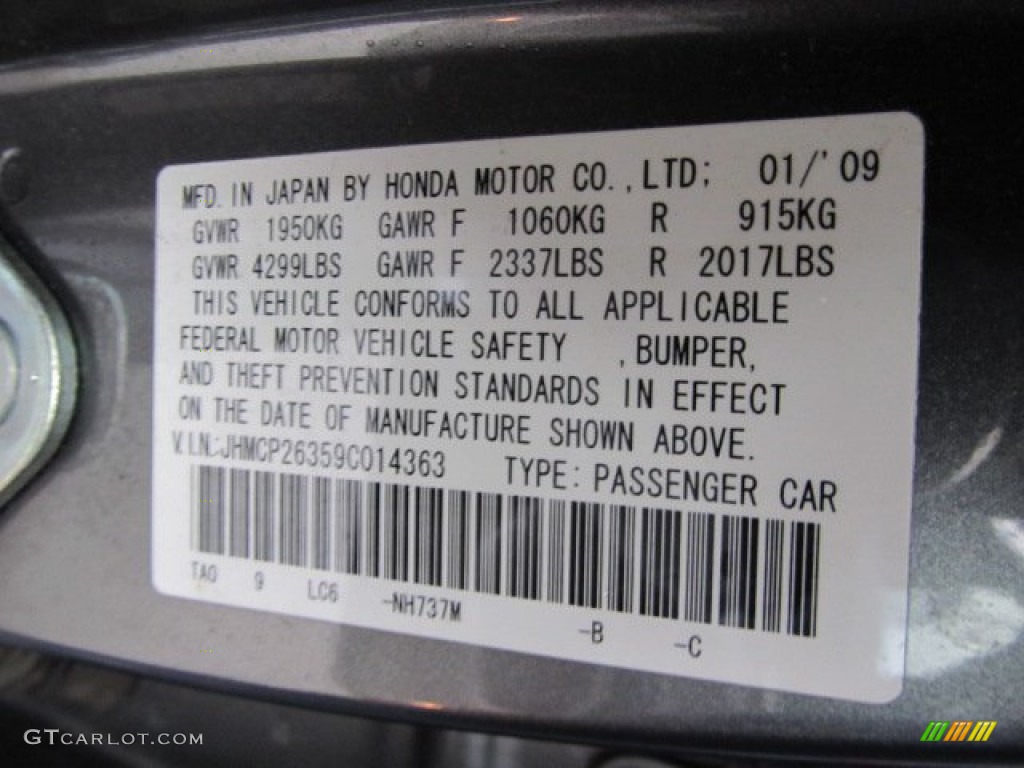 MFD. IN JAPAN BY HONDA MOTOR CO., LTD; 01/'09
GVWR 1950KG GAWR F 1060KG R 915KG
GVWR 4299LBS GAWR F 2337LBS R 2017LBS
THIS VEHICLE CONFORMS TO ALL APPLICABLE
FEDERAL MOTOR VEHICLE SAFETY , BUMPER,
AND THEFT PREVENTION STANDARDS IN EFFECT
ON THE DATE OF MANUFACTURE SHOWN ABOVE.
V.I.N.:JHMCP26359C014363 TYPE: PASSENGER CAR
TA0 9 LC6 -NH737M -B -C
GTCARLOT.COM